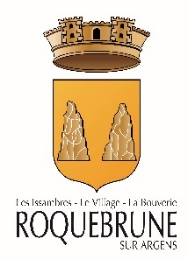 Les Issambres - Le Village - La Bouverie
ROQUEBRUNE
SUR ARGENS